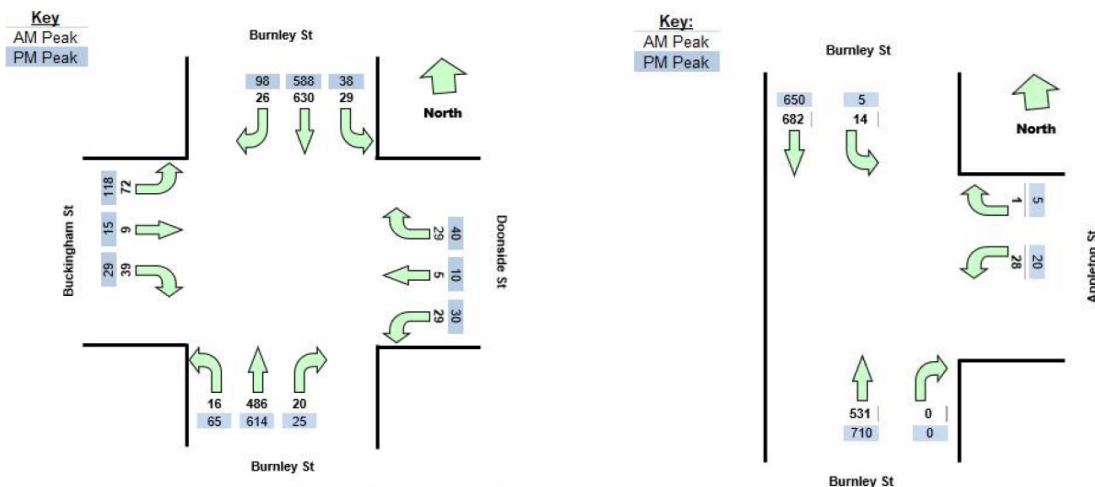 Key
AM Peak
PM Peak
Burnley St
98 588 38
26 630 29
North
118 72
15 9
29 39
Buckingham St
29 40
5 10
29 30
Doonside St
16 486 20
65 614 25
Burnley St
Key:
AM Peak
PM Peak
Burnley St
650 5
682 14
North
1 5
28 20
Appleton St
531 0
710 0
Burnley St